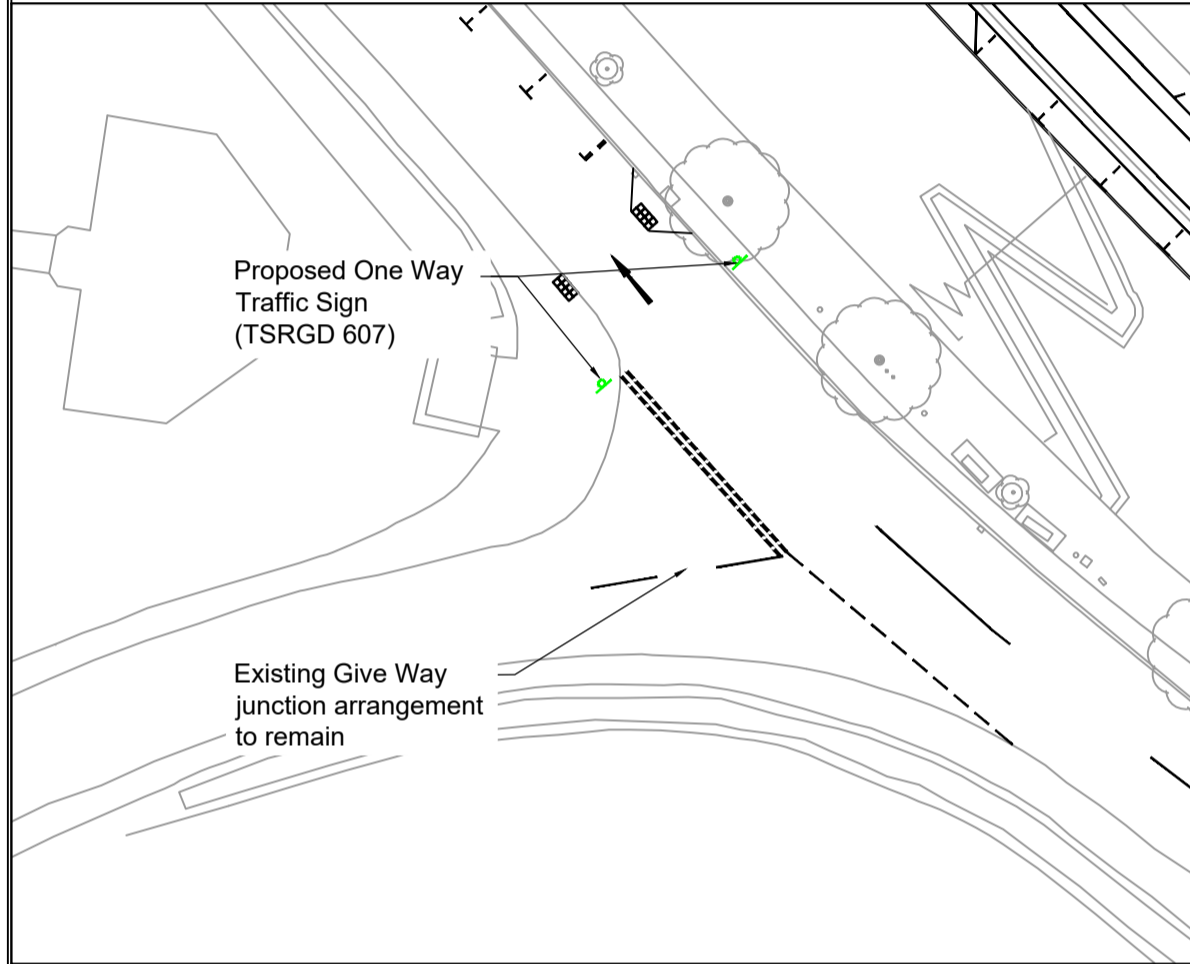 Proposed One Way
Traffic Sign
(TSRGD 607)
Existing Give Way
junction arrangement
to remain